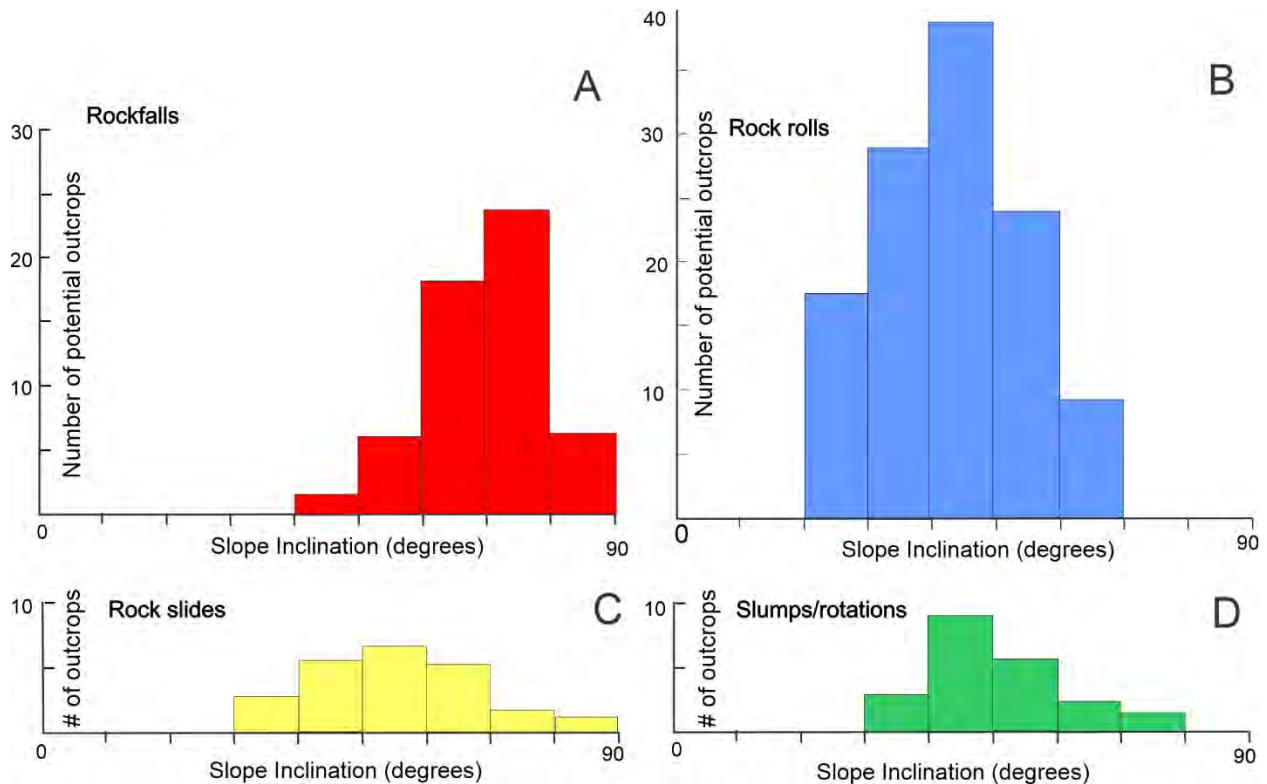 A
Rockfalls
30
20
10
Number of potential outcrops
0
Slope Inclination (degrees)
90
B
Rock rolls
40
30
20
10
Number of potential outcrops
0
Slope Inclination (degrees)
90
C
Rock slides
10
# of outcrops
0
Slope Inclination (degrees)
90
D
Slumps/rotations
10
# of outcrops
0
Slope Inclination (degrees)
90